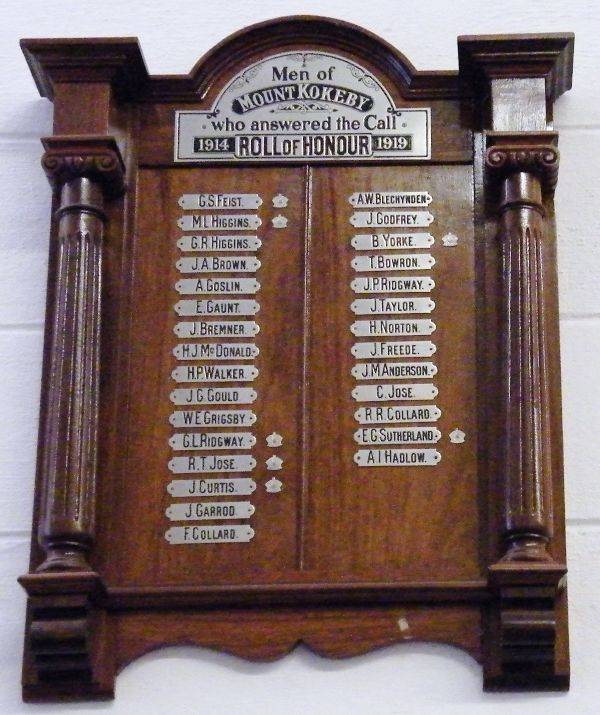 Men of
MOUNT KOKEBY
who answered the Call
1914 ROLL OF HONOUR 1919
G.S. FEIST.
M.L HIGGINS.
G.R HIGGINS.
J.A BROWN.
A. GOSLIN.
E. GAUNT.
J. BREMNER.
H.J McDONALD.
H.P WALKER.
J.G GOULD
W.E GRIGSBY
G.L RIDGWAY.
R.T. JOSE.
J. CURTIS.
J. GARROD.
F. COLLARD.
A.W. BLECHYNDEN.
J. GODFREY.
B. YORKE.
T. BOWRON.
J.P. RIDGWAY.
J. TAYLOR.
H. NORTON.
J. FREEDE.
J.M. ANDERSON.
C. JOSE.
R.R. COLLARD.
E.G SUTHERLAND.
A I HADLOW.